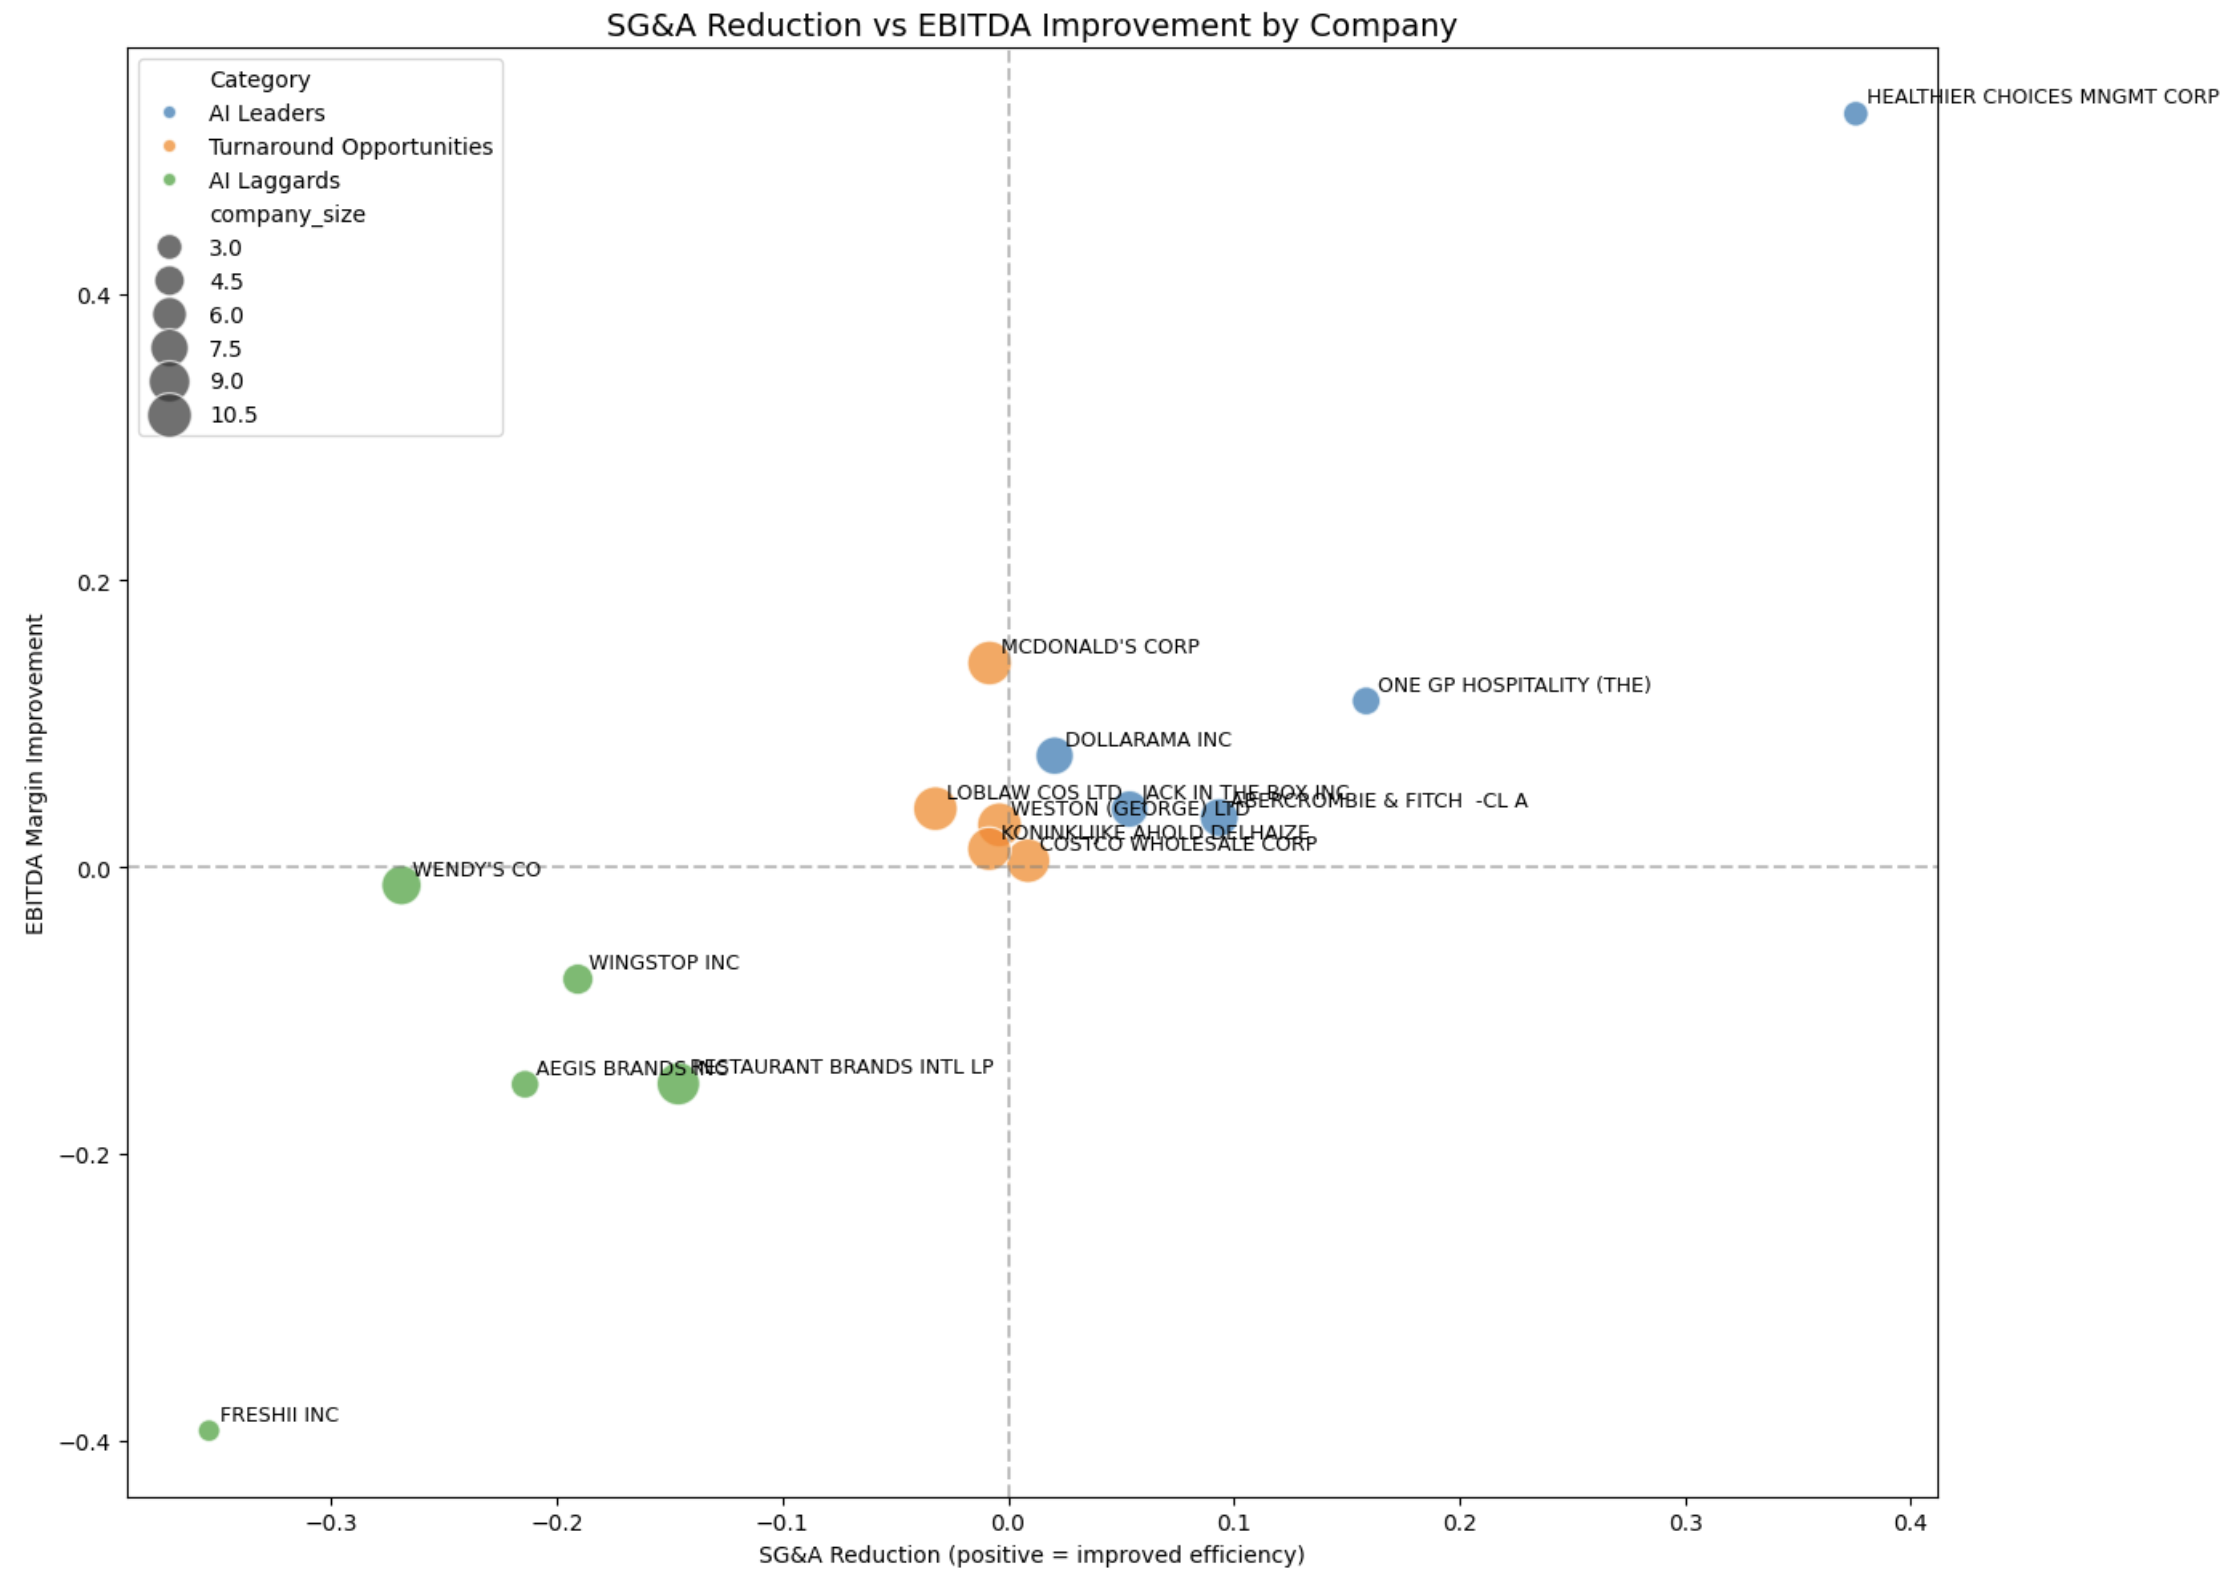 SG&A Reduction vs EBITDA Improvement by Company
Category
AI Leaders
Turnaround Opportunities
AI Laggards
company_size
3.0
4.5
6.0
7.5
9.0
10.5
HEALTHIER CHOICES MNGMT CORP
MCDONALD'S CORP
ONE GP HOSPITALITY (THE)
DOLLARAMA INC
LOBLAW COS LTD
JACK IN THE BOX INC
ABERCROMBIE & FITCH  -CL A
WESTON (GEORGE) LTD
KONINKLIJKE AHOLD DELHAIZE
COSTCO WHOLESALE CORP
WENDY'S CO
WINGSTOP INC
AEGIS BRANDS INC
RESTAURANT BRANDS INTL LP
FRESHII INC
EBITDA Margin Improvement
0.4
0.2
0.0
−0.2
−0.4
−0.3
−0.2
−0.1
0.0
0.1
0.2
0.3
0.4
SG&A Reduction (positive = improved efficiency)